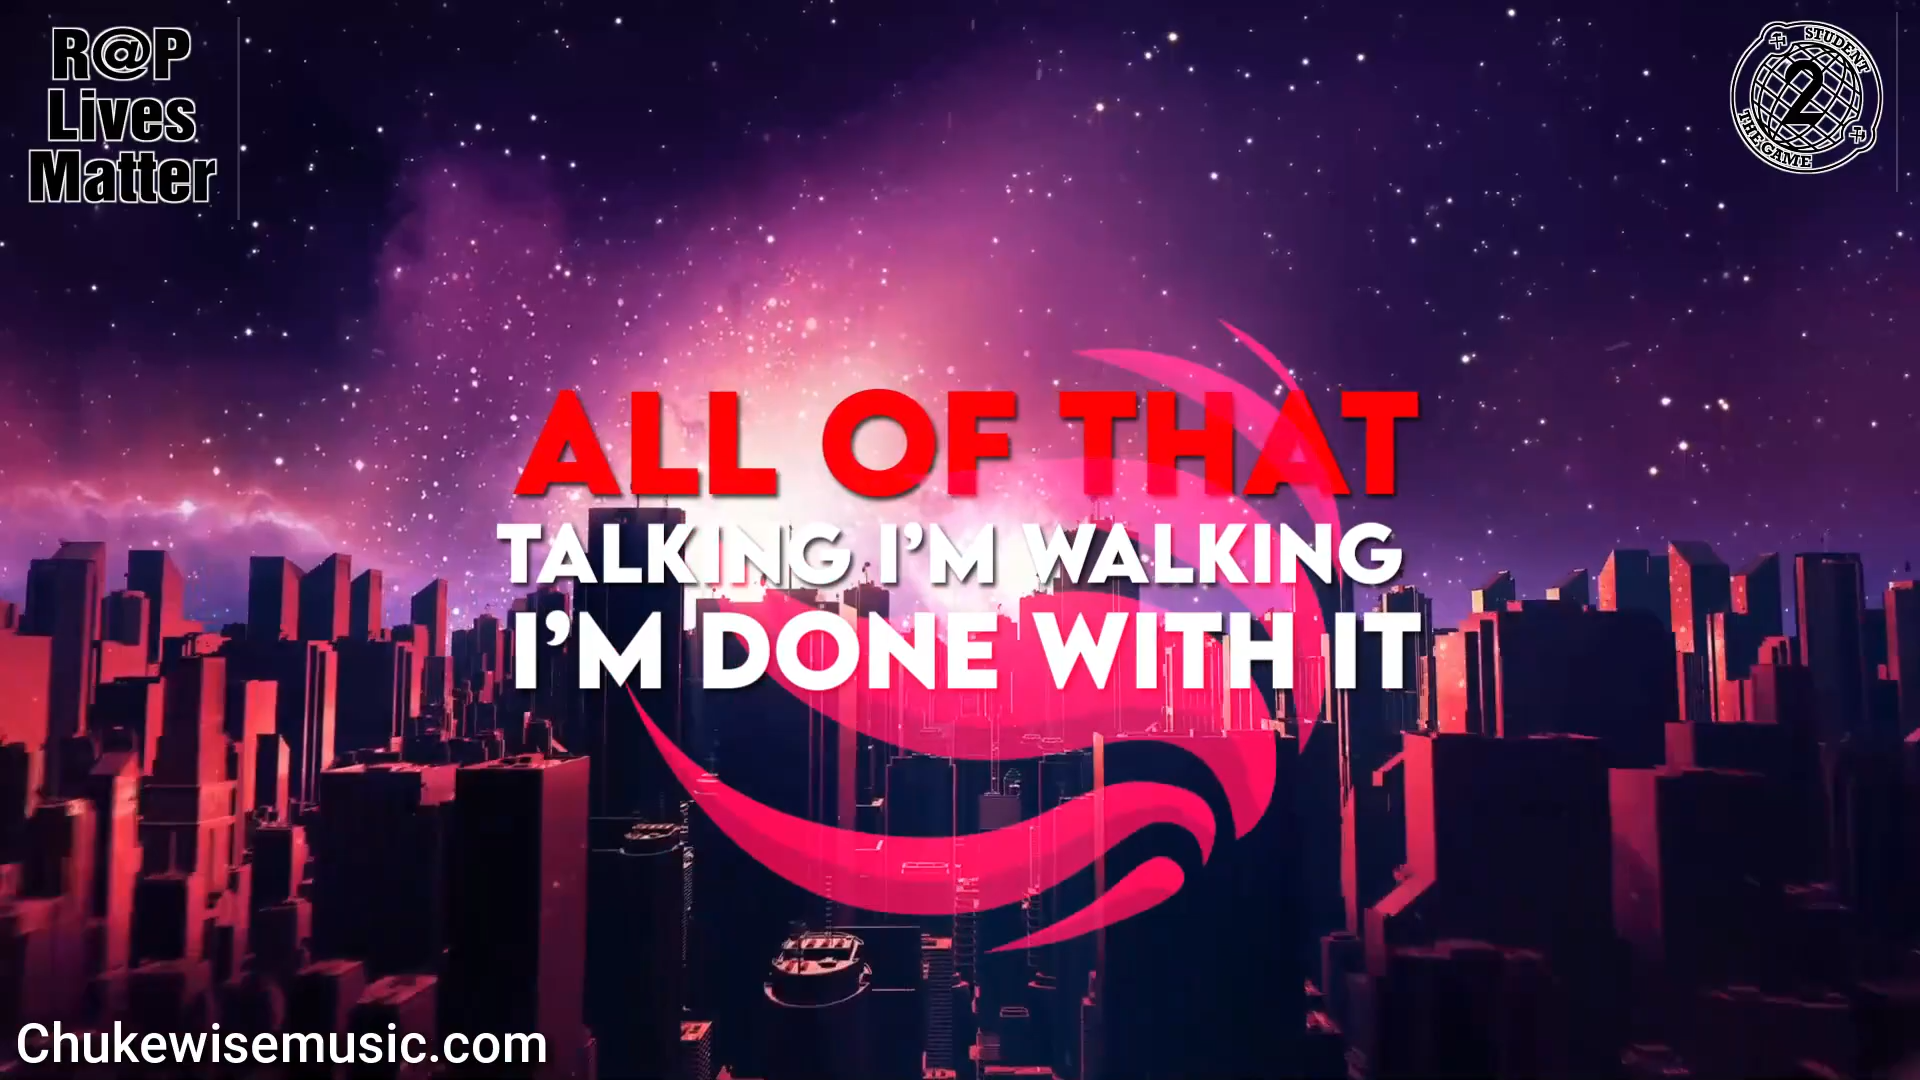 R@P
Lives
Matter
STUDENT
2
THE GAME
ALL OF THAT
TALKING I'M WALKING
I'M DONE WITH IT
Chukewisemusic.com